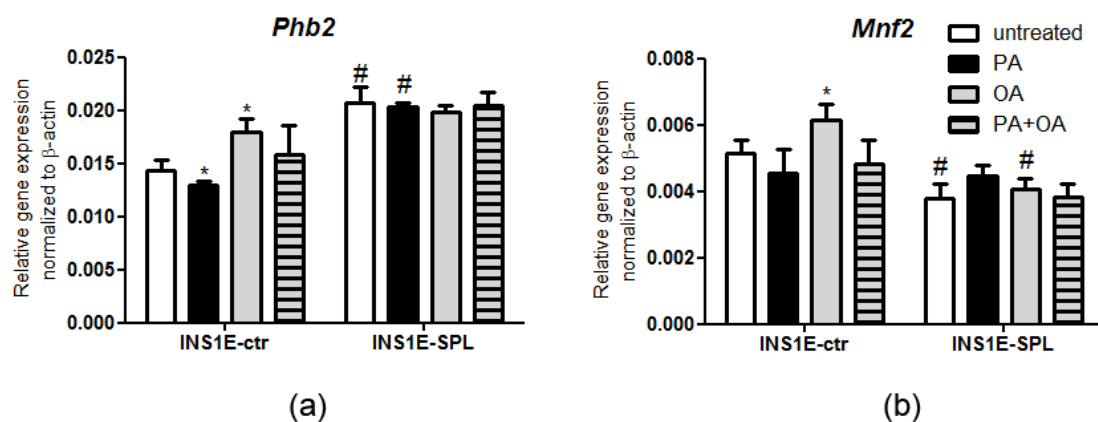 Phb2
Relative gene expression
normalized to β-actin
0.025
0.020
0.015
0.010
0.005
0.000
*
*
#
#
INS1E-ctr
INS1E-SPL
(a)
Mnf2
untreated
PA
OA
PA+OA
Relative gene expression
normalized to β-actin
0.008
0.006
0.004
0.002
0.000
*
#
#
INS1E-ctr
INS1E-SPL
(b)